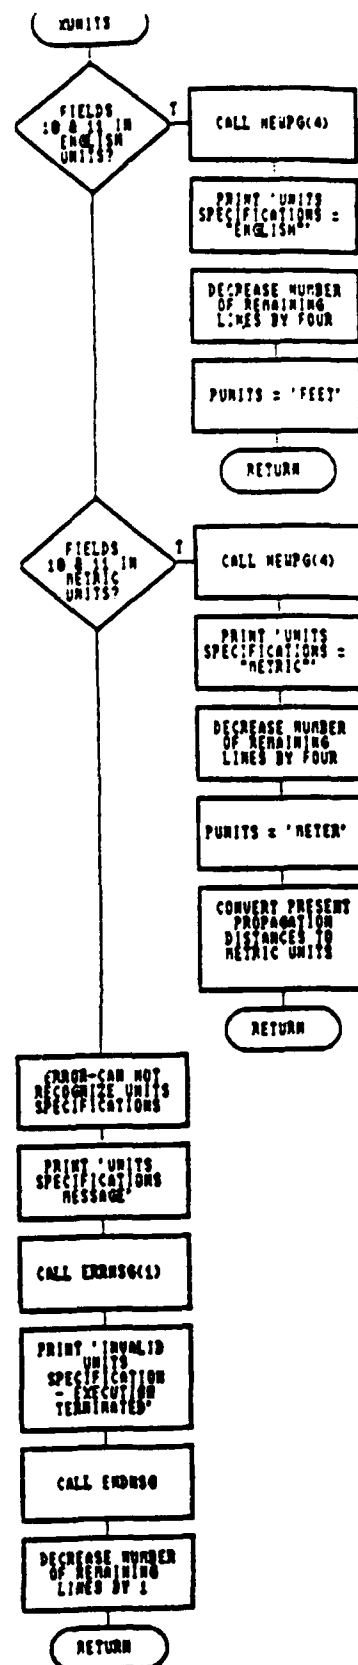 XUNITS
FIELDS
10 & 11 IN
ENGLISH
UNITS?
T
CALL NEWPG(4)
PRINT 'UNITS
SPECIFICATIONS =
"ENGLISH"'
DECREASE NUMBER
OF REMAINING
LINES BY FOUR
PUNITS = 'FEET'
RETURN
FIELDS
10 & 11 IN
METRIC
UNITS?
T
CALL NEWPG(4)
PRINT 'UNITS
SPECIFICATIONS =
"METRIC"'
DECREASE NUMBER
OF REMAINING
LINES BY FOUR
PUNITS = 'METER'
CONVERT PRESENT
PROPAGATION
DISTANCES TO
METRIC UNITS
RETURN
ERROR-CAN NOT
RECOGNIZE UNITS
SPECIFICATIONS
PRINT 'UNITS
SPECIFICATIONS
MESSAGE'
CALL ERRMSG(1)
PRINT 'INVALID
UNITS
SPECIFICATION
- EXECUTION
TERMINATED'
CALL ENDMSG
DECREASE NUMBER
OF REMAINING
LINES BY 1
RETURN